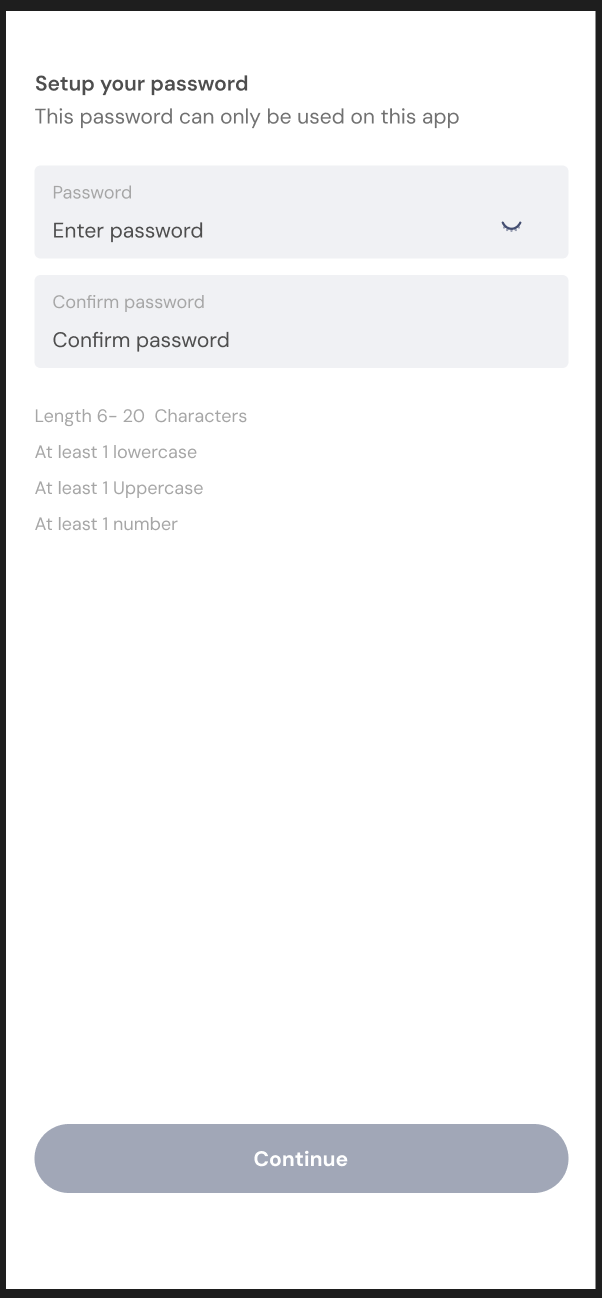 Setup your password
This password can only be used on this app
Password
Enter password
Confirm password
Confirm password
Length 6- 20  Characters
At least 1 lowercase
At least 1 Uppercase
At least 1 number
Continue